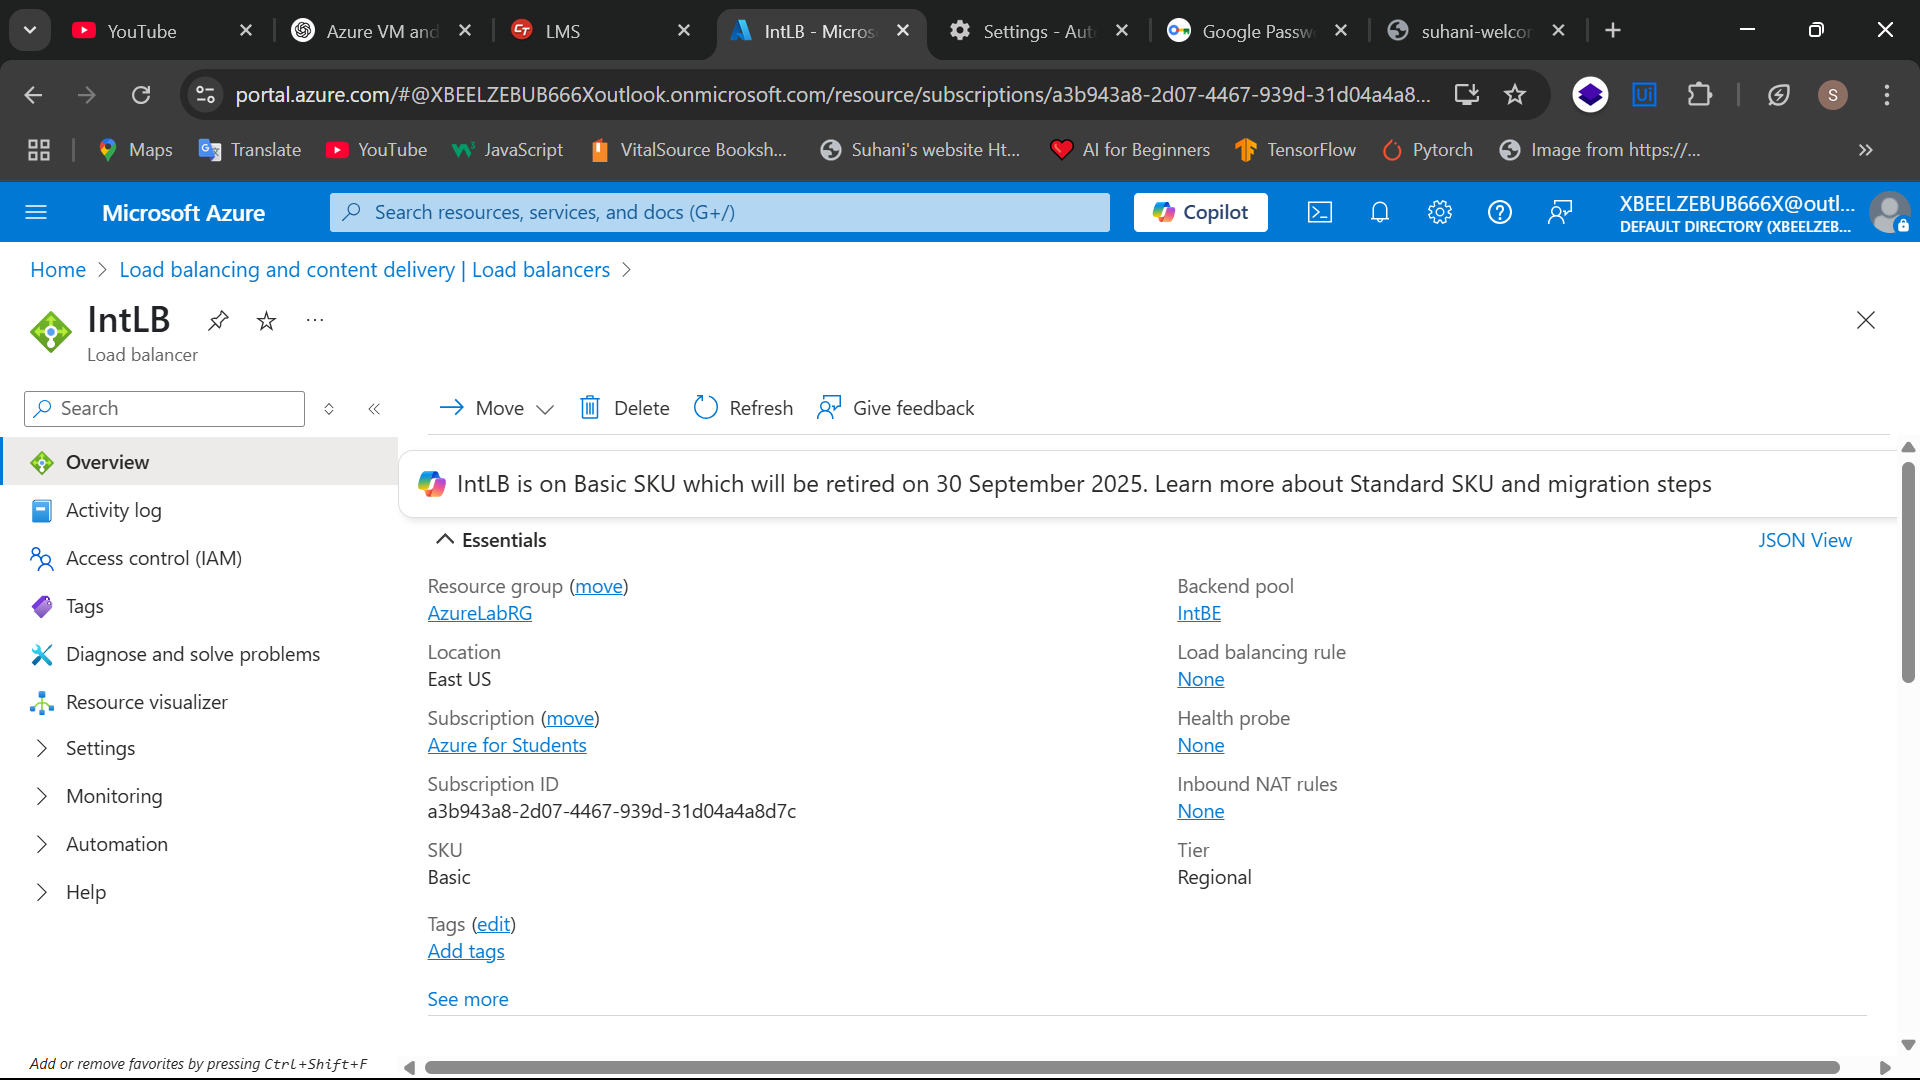 YouTube
Azure VM and
LMS
IntLB - Micros
Settings - Aut
Google Passw
suhani-welcor
portal.azure.com/#@XBEELZEBUB666Xoutlook.onmicrosoft.com/resource/subscriptions/a3b943a8-2d07-4467-939d-31d04a4a8...
S
Maps
Translate
YouTube
JavaScript
VitalSource Booksh...
Suhani's website Ht...
AI for Beginners
TensorFlow
Pytorch
Image from https://...
Microsoft Azure
Search resources, services, and docs (G+/)
Copilot
XBEELZEBUB666X@outl...
DEFAULT DIRECTORY (XBEELZEB...
Home > Load balancing and content delivery | Load balancers >
IntLB
Load balancer
Search
Move
Delete
Refresh
Give feedback
Overview
Activity log
Access control (IAM)
Tags
Diagnose and solve problems
Resource visualizer
Settings
Monitoring
Automation
Help
Add or remove favorites by pressing Ctrl+Shift+F
IntLB is on Basic SKU which will be retired on 30 September 2025. Learn more about Standard SKU and migration steps
Essentials
JSON View
Resource group (move)
AzureLabRG
Location
East US
Subscription (move)
Azure for Students
Subscription ID
a3b943a8-2d07-4467-939d-31d04a4a8d7c
SKU
Basic
Tags (edit)
Add tags
See more
Backend pool
IntBE
Load balancing rule
None
Health probe
None
Inbound NAT rules
None
Tier
Regional